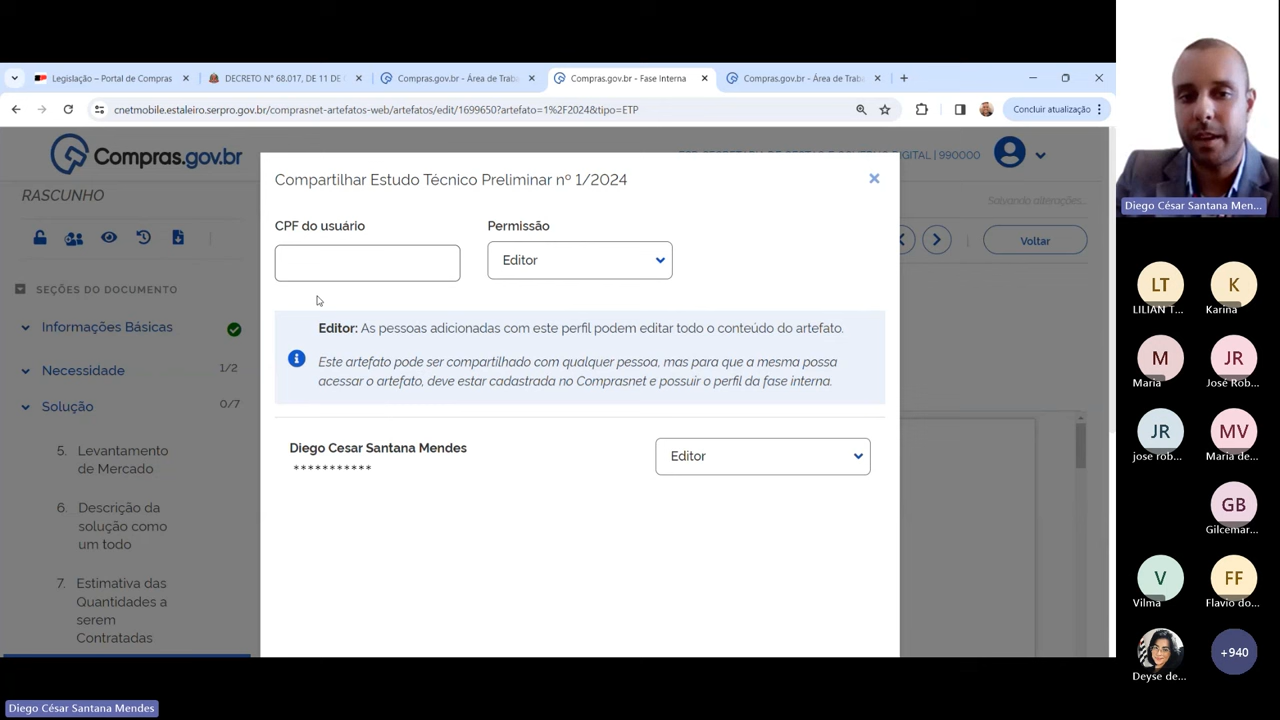 Legislação – Portal de Compras
DECRETO N° 68.017, DE 11 DE
Compras.gov.br - Área de Traba
Compras.gov.br - Fase Interna
Compras.gov.br - Área de Traba
cnetmobile.estaleiro.serpro.gov.br/comprasnet-artefatos-web/artefatos/edit/1699650?artefato=1%2F2024&tipo=ETP
Concluir atualização
Compras.gov.br
DIGITAL | 990000
RASCUNHO
Salvando alterações...
Voltar
SEÇÕES DO DOCUMENTO
Informações Básicas
Necessidade
1/2
Solução
0/7
5. Levantamento
de Mercado
6. Descrição da
solução como
um todo
7. Estimativa das
Quantidades a
serem
Contratadas
Compartilhar Estudo Técnico Preliminar nº 1/2024
CPF do usuário
Permissão
Editor
Editor: As pessoas adicionadas com este perfil podem editar todo o conteúdo do artefato.
Este artefato pode ser compartilhado com qualquer pessoa, mas para que a mesma possa
acessar o artefato, deve estar cadastrada no Comprasnet e possuir o perfil da fase interna.
Diego Cesar Santana Mendes
***********
Editor
Diego César Santana Men...
LT
LILIAN T...
K
Karina
M
Maria
JR
José Rob...
JR
jose rob...
MV
Maria de...
GB
Gilcemar...
V
Vilma
FF
Flavio do...
Deyse de...
+940
Diego César Santana Mendes